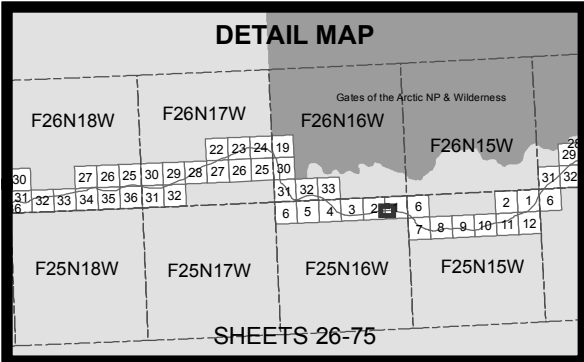 DETAIL MAP
Gates of the Arctic NP & Wilderness
F26N18W F26N17W F26N16W F26N15W
22 23 24 19 28
30 27 26 25 30 29 28 27 26 25 30 29
31 32 33 34 35 36 31 32 31 32 33 31 32
6 6 5 4 3 2 6 2 1 6
7 8 9 10 11 12
F25N18W F25N17W F25N16W F25N15W
SHEETS 26-75